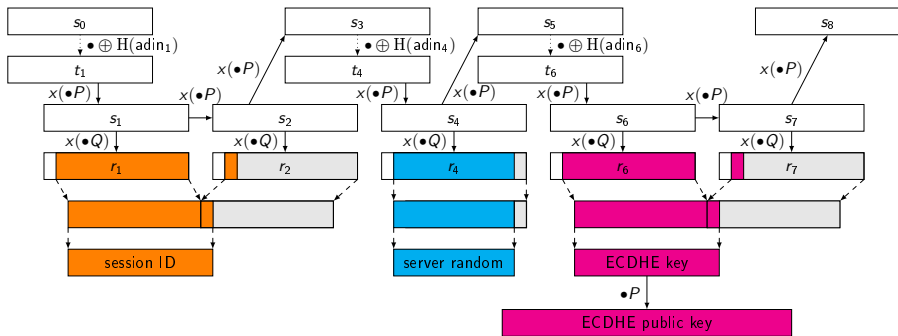 s₀ s₃ s₅ s₈
• ⊕ H(adin₁) • ⊕ H(adin₄) • ⊕ H(adin₆)
t₁ x(•P) t₄ t₆ x(•P)
x(•P) x(•P) x(•P) x(•P) x(•P) x(•P)
s₁ s₂ s₄ s₆ s₇
x(•Q) x(•Q) x(•Q) x(•Q) x(•Q)
r₁ r₂ r₄ r₆ r₇
session ID server random ECDHE key
•P
ECDHE public key